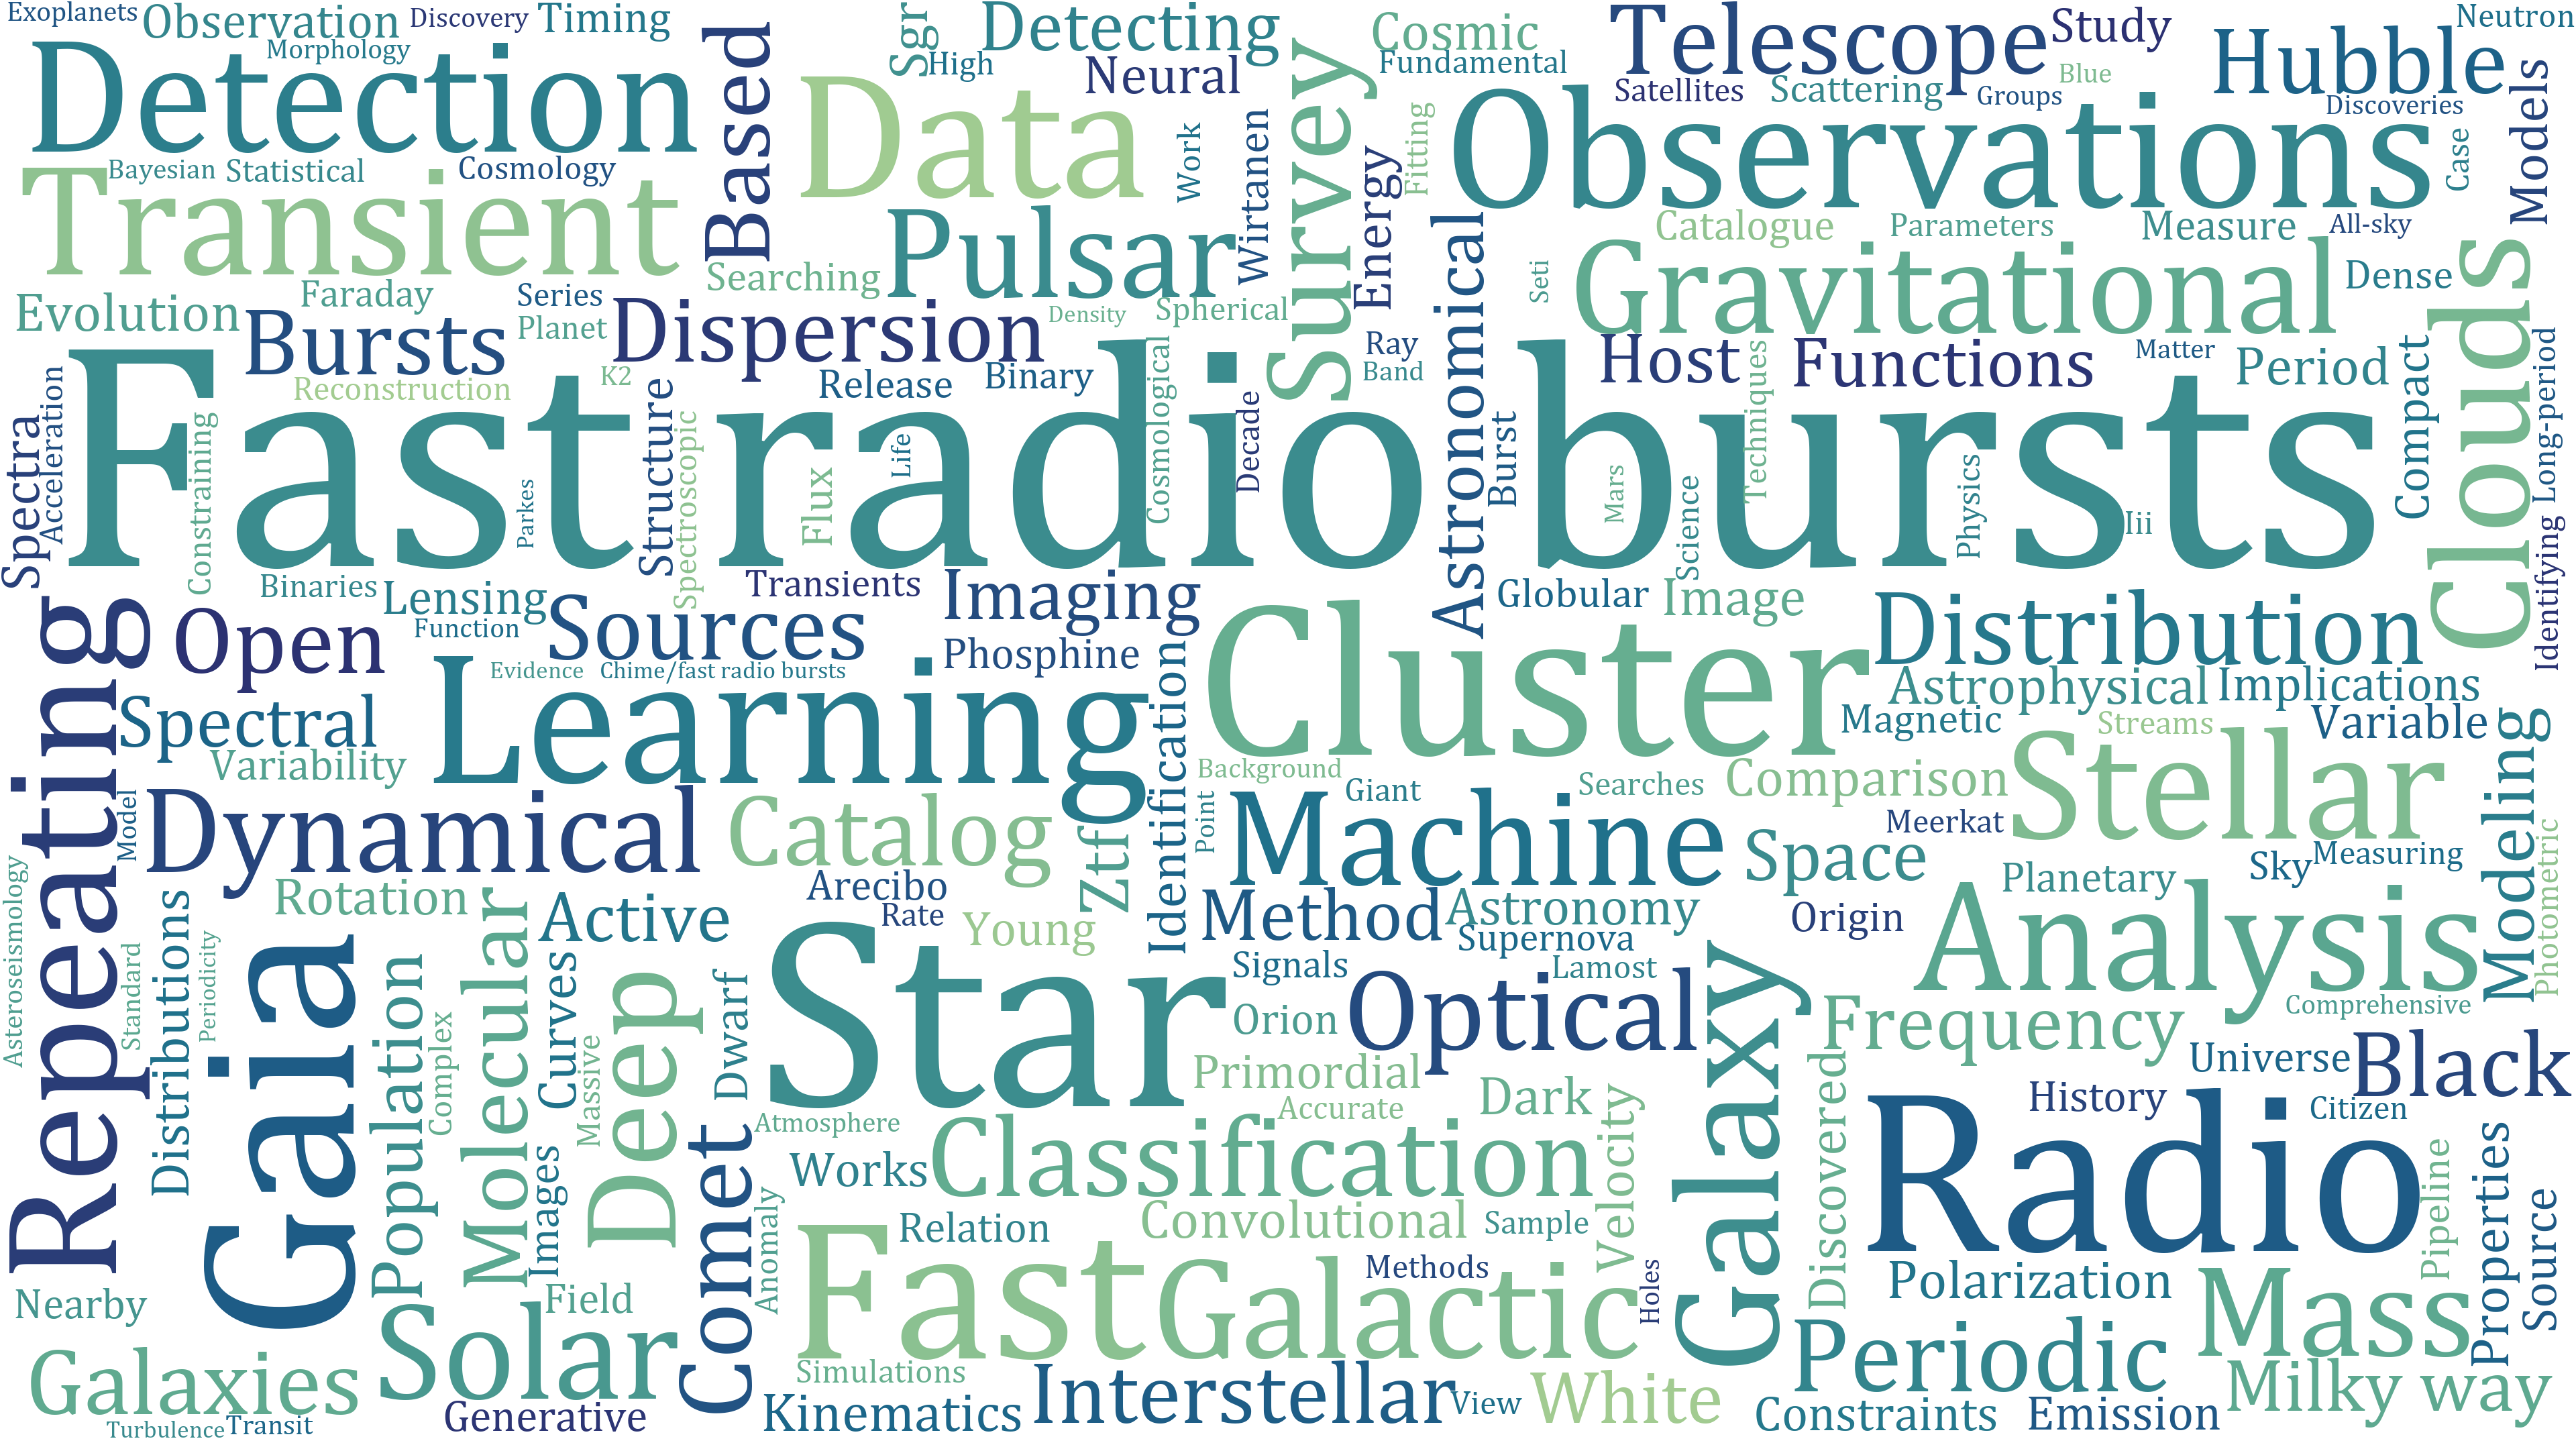 Exoplanets
Observation
Discovery
Timing
Morphology
Detection
Based
Sgr
Detecting
High
Neural
Cosmic
Fundamental
Telescope
Study
Neutron
Hubble
Blue
Satellites
Scattering
Groups
Discoveries
Models
Data
Survey
Observations
Bayesian
Statistical
Cosmology
Transient
Work
Wirtanen
Energy
Fitting
Case
Catalogue
Parameters
Measure
All-sky
Pulsar
Searching
Astronomical
Gravitational
Seti
Dense
Clouds
Evolution
Faraday
Series
Planet
Bursts
Dispersion
Density
Spherical
Ray
Band
Host
Functions
Matter
Period
Compact
Long-period
Reconstruction
K2
Release
Binary
Cosmological
Decade
Fast radio bursts
Spectra
Acceleration
Constraining
Parkes
Structure
Spectroscopic
Flux
Life
Burst
Mars
Science
Techniques
Physics
Iii
Identifying
Binaries
Lensing
Function
Transients
Imaging
Globular
Image
Distribution
Open
Sources
Phosphine
Evidence
Chime/fast radio bursts
Repeating
Spectral
Learning
Identification
Cluster
Astrophysical
Implications
Magnetic
Streams
Variable
Variability
Background
Giant
Searches
Comparison
Stellar
Modeling
Model
Dynamical
Catalog
Ztf
Point
Machine
Meerkat
Space
Sky
Measuring
Photometric
Asteroseismology
Rotation
Arecibo
Rate
Young
Active
Method
Astronomy
Supernova
Origin
Planetary
Analysis
Standard
Distributions
Periodicity
Gaia
Population
Complex
Molecular
Curves
Massive
Deep
Dwarf
Star
Signals
Lamost
Orion
Optical
Galaxy
Frequency
Comprehensive
Universe
Black
Primordial
Accurate
Dark
Discovered
History
Citizen
Atmosphere
Images
Comet
Works
Classification
Velocity
Radio
Pipeline
Properties
Source
Anomaly
Relation
Convolutional
Sample
Methods
Holes
Polarization
Nearby
Field
Fast
Galactic
Mass
Galaxies
Solar
Simulations
Periodic
Milky way
Turbulence
Transit
Generative
Kinematics
Interstellar
View
White
Constraints
Emission